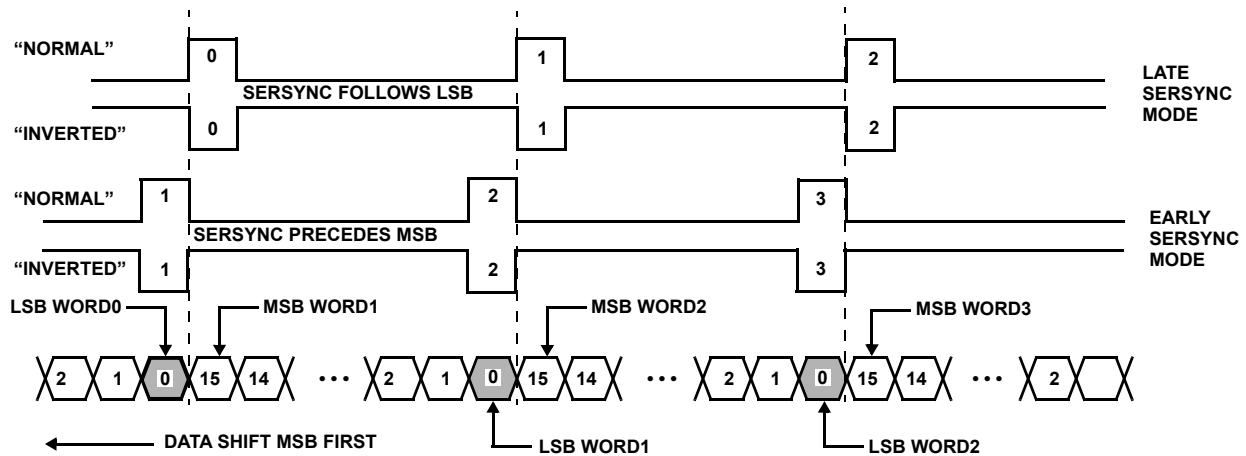 “NORMAL” 0 1 2
SERSYNC FOLLOWS LSB
LATE
SERSYNC
MODE
“INVERTED” 0 1 2
“NORMAL” 1 2 3
SERSYNC PRECEDES MSB
EARLY
SERSYNC
MODE
“INVERTED” 1 2 3
LSB WORD0 MSB WORD1 MSB WORD2 MSB WORD3
2 1 0 15 14 ••• 2 1 0 15 14 ••• 2 1 0 15 14 ••• 2
DATA SHIFT MSB FIRST LSB WORD1 LSB WORD2